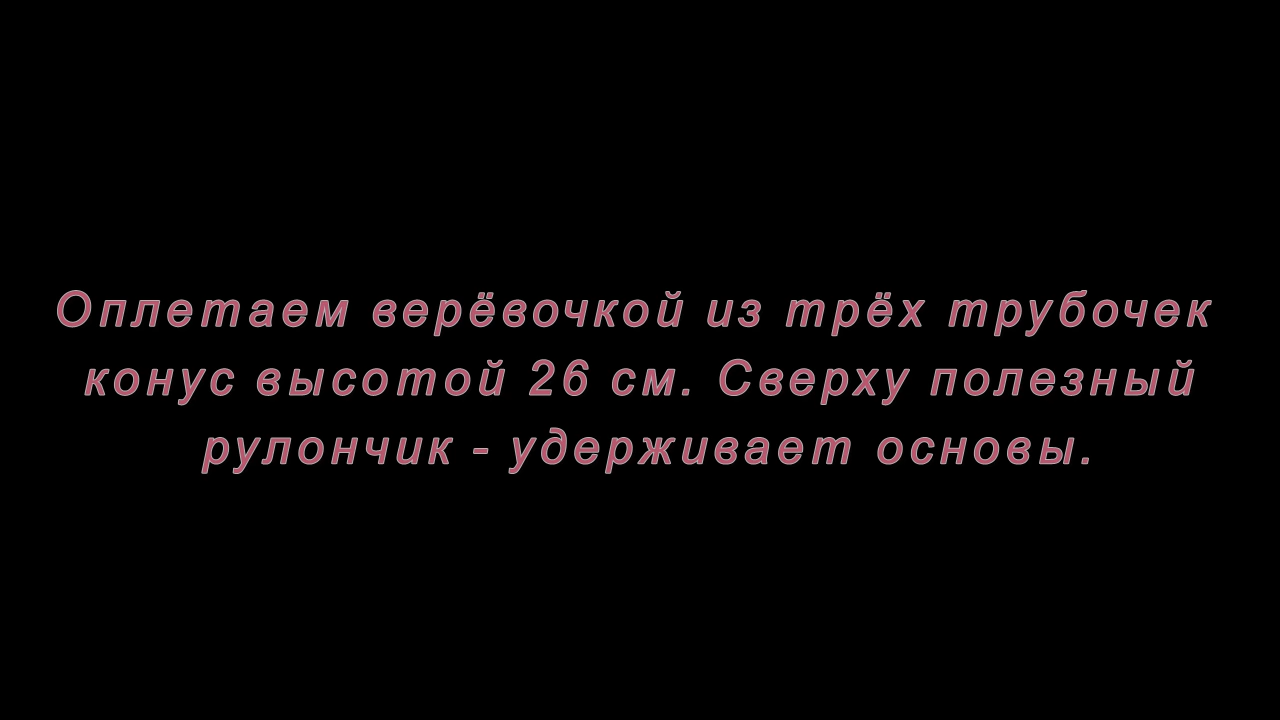 Оплетаем верёвочкой из трёх трубочек
конус высотой 26 см. Сверху полезный
рулончик - удерживает основы.